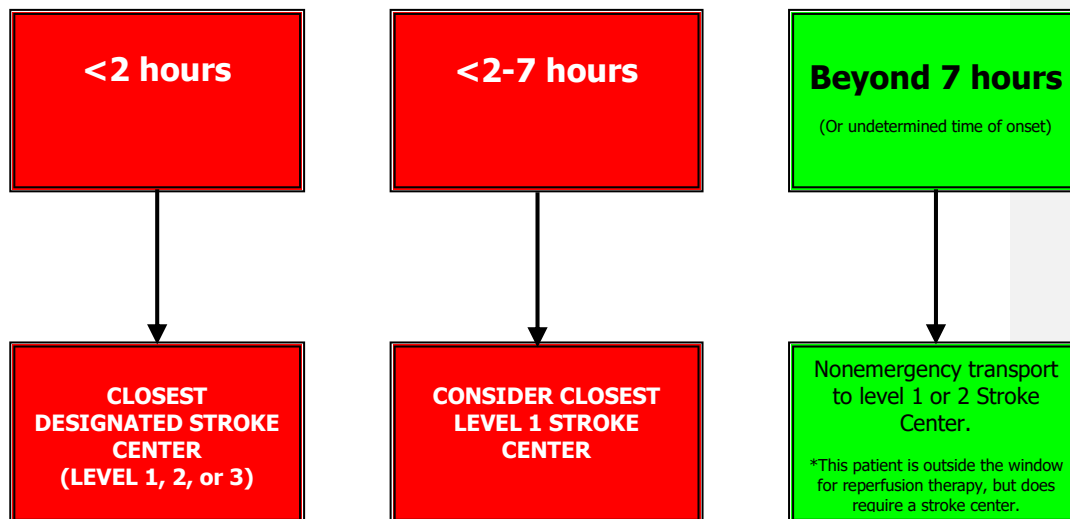 <2 hours
<2-7 hours
Beyond 7 hours
(Or undetermined time of onset)
CLOSEST
DESIGNATED STROKE
CENTER
(LEVEL 1, 2, or 3)
CONSIDER CLOSEST
LEVEL 1 STROKE
CENTER
Nonemergency transport
to level 1 or 2 Stroke
Center.
*This patient is outside the window
for reperfusion therapy, but does
require a stroke center.